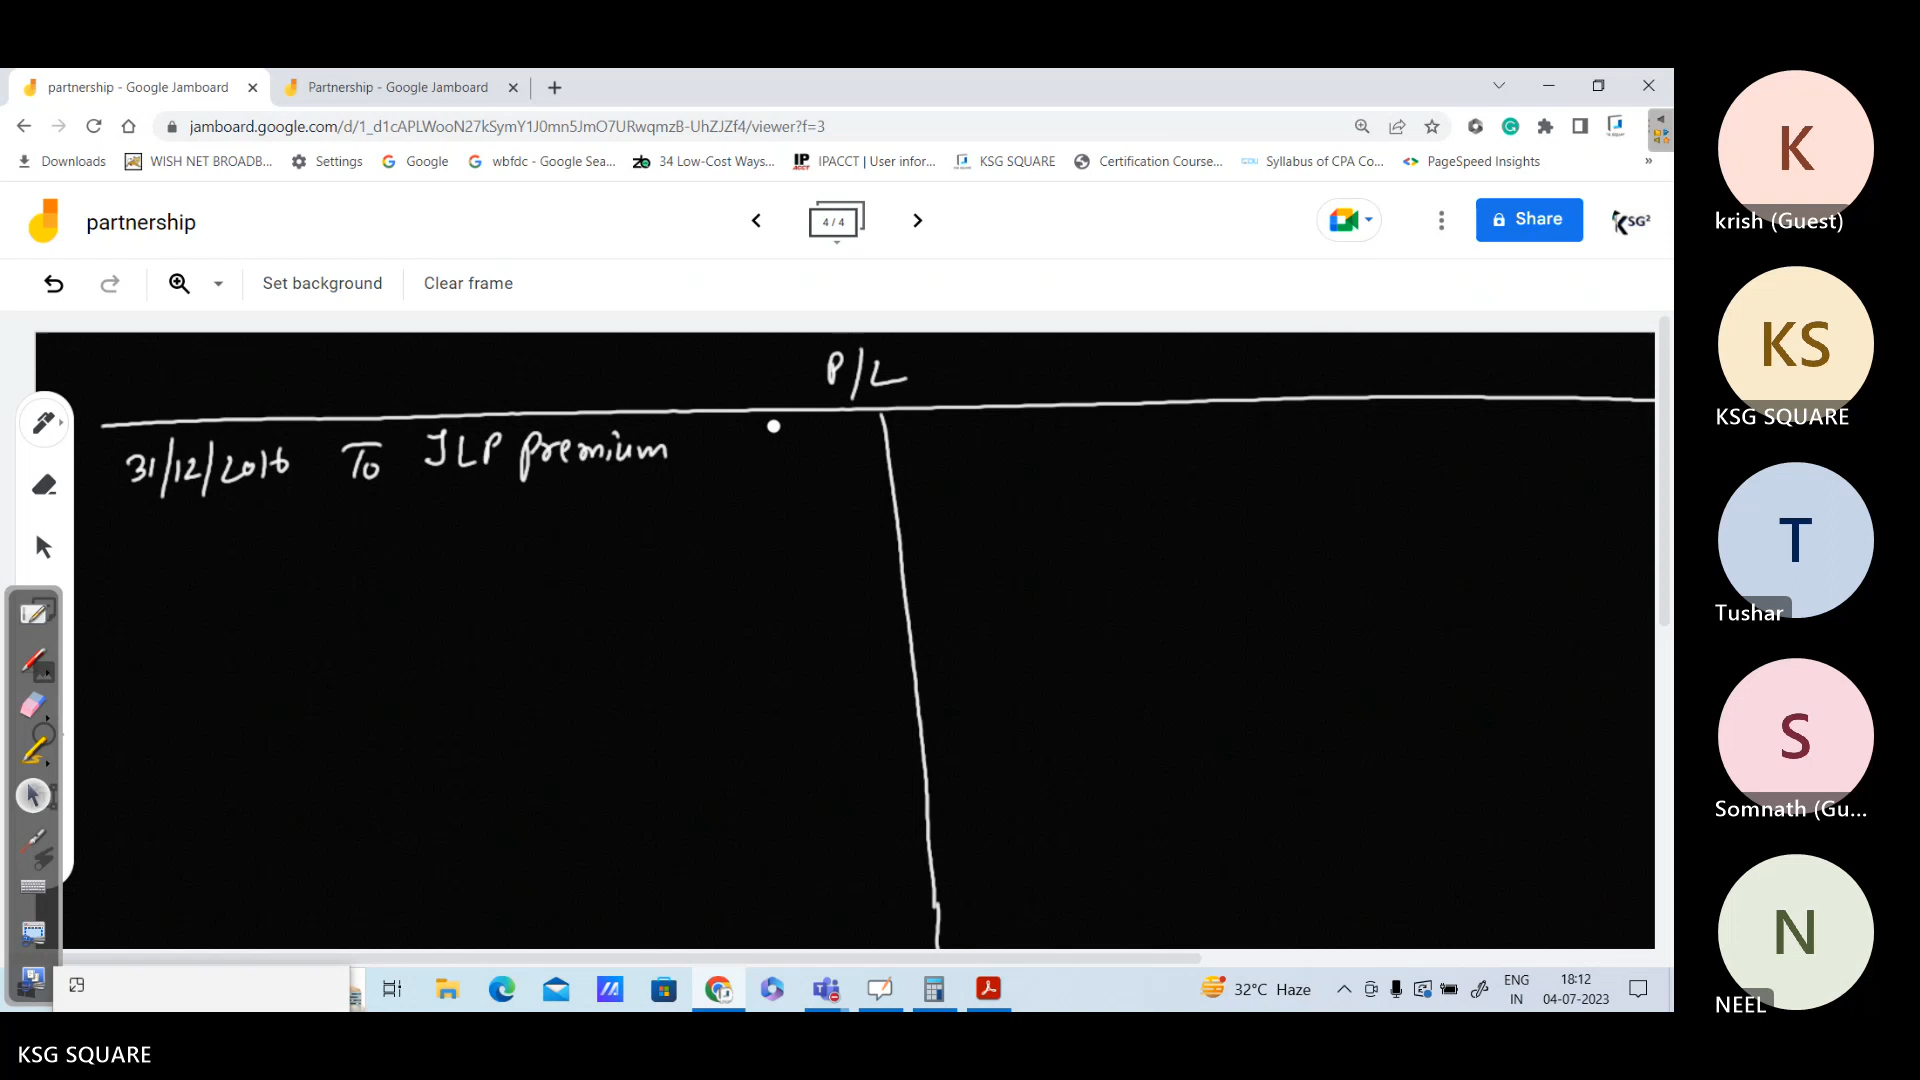 partnership - Google Jamboard
Partnership - Google Jamboard
jamboard.google.com/d/1_d1cAPLWooN27kSymY1J0mn5JmO7URwqmzB-UhZJZf4/viewer?f=3
Downloads
WISH NET BROADB...
Settings
Google
wbfdc - Google Sea...
34 Low-Cost Ways...
IPACCT | User infor...
KSG SQUARE
Certification Course...
Syllabus of CPA Co...
PageSpeed Insights
»
partnership
4 / 4
Share
KSG²
Set background
Clear frame
P/L
31/12/2016 To JLP premium
32°C Haze
ENG
IN
18:12
04-07-2023
K
krish (Guest)
KS
KSG SQUARE
T
Tushar
S
Somnath (Gu...
N
NEEL
KSG SQUARE